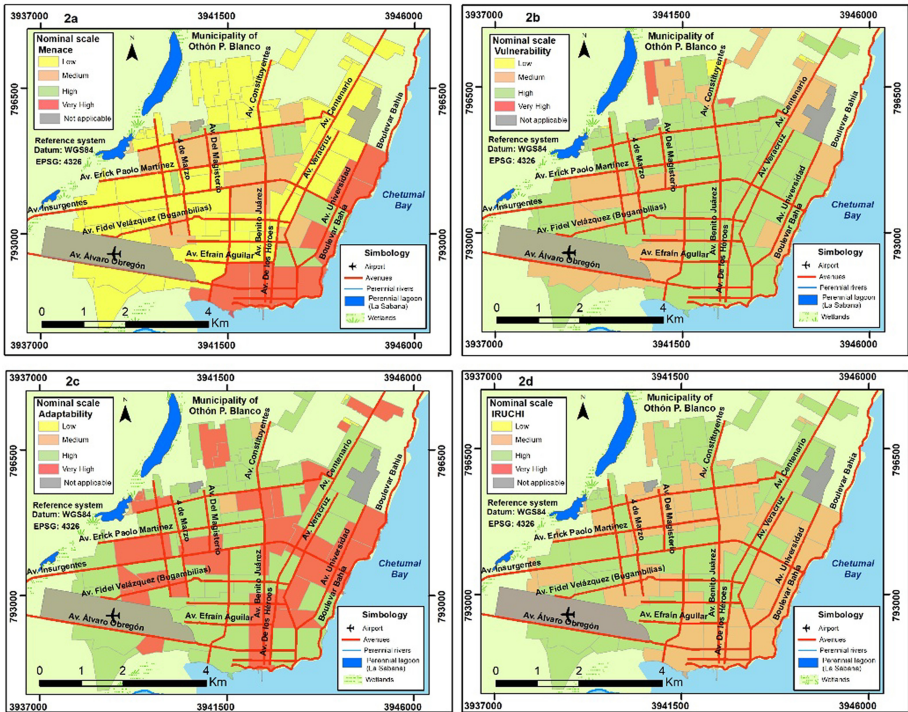 3937000 3941500 3946000
2a
Nominal scale
Menace
Low
Medium
High
Very High
Not applicable
Reference system
Datum: WGS84
EPSG: 4326
N
Municipality of
Othón P. Blanco
Av. Constituyentes
Av. Centenario
Boulevar Bahía
Av. Veracruz
Av. Del Magisterio
4 de Marzo
Av. Erick Paolo Martínez
Av. Insurgentes
Av. Universidad
Boulevar Bahía
Av. Fidel Velázquez (Bugambilias)
Av. Benito Juárez
Av. Efraín Aguilar
Av. De los Héroes
Av. Álvaro Obregón
Chetumal
Bay
Simbology
Airport
Avenues
Perennial rivers
Perennial lagoon
(La Sabana)
Wetlands
0 1 2 4
Km
796500
793000
3937000 3941500 3946000
3937000 3941500 3946000
2b
Nominal scale
Vulnerability
Low
Medium
High
Very High
Not applicable
Reference system
Datum: WGS84
EPSG: 4326
N
Municipality of
Othón P. Blanco
Av. Constituyentes
Av. Centenario
Boulevar Bahía
Av. Veracruz
Av. Del Magisterio
4 de Marzo
Av. Erick Paolo Martínez
Av. Insurgentes
Av. Universidad
Boulevar Bahía
Av. Fidel Velázquez (Bugambilias)
Av. Benito Juárez
Av. Efraín Aguilar
Av. De los Héroes
Av. Álvaro Obregón
Chetumal
Bay
Simbology
Airport
Avenues
Perennial rivers
Perennial lagoon
(La Sabana)
Wetlands
0 1 2 4
Km
796500
793000
3937000 3941500 3946000
3937000 3941500 3946000
2c
Nominal scale
Adaptability
Low
Medium
High
Very High
Not applicable
Reference system
Datum: WGS84
EPSG: 4326
N
Municipality of
Othón P. Blanco
Av. Constituyentes
Av. Centenario
Boulevar Bahía
Av. Veracruz
Av. Del Magisterio
4 de Marzo
Av. Erick Paolo Martínez
Av. Insurgentes
Av. Universidad
Boulevar Bahía
Av. Fidel Velázquez (Bugambilias)
Av. Benito Juárez
Av. Efraín Aguilar
Av. De los Héroes
Av. Álvaro Obregón
Chetumal
Bay
Simbology
Airport
Avenues
Perennial rivers
Perennial lagoon
(La Sabana)
Wetlands
0 1 2 4
Km
796500
793000
3937000 3941500 3946000
3937000 3941500 3946000
2d
Nominal scale
IRUCHI
Low
Medium
High
Very High
Not applicable
Reference system
Datum: WGS84
EPSG: 4326
N
Municipality of
Othón P. Blanco
Av. Constituyentes
Av. Centenario
Boulevar Bahía
Av. Veracruz
Av. Del Magisterio
4 de Marzo
Av. Erick Paolo Martínez
Av. Insurgentes
Av. Universidad
Boulevar Bahía
Av. Fidel Velázquez (Bugambilias)
Av. Benito Juárez
Av. Efraín Aguilar
Av. De los Héroes
Av. Álvaro Obregón
Chetumal
Bay
Simbology
Airport
Avenues
Perennial rivers
Perennial lagoon
(La Sabana)
Wetlands
0 1 2 4
Km
796500
793000
3937000 3941500 3946000